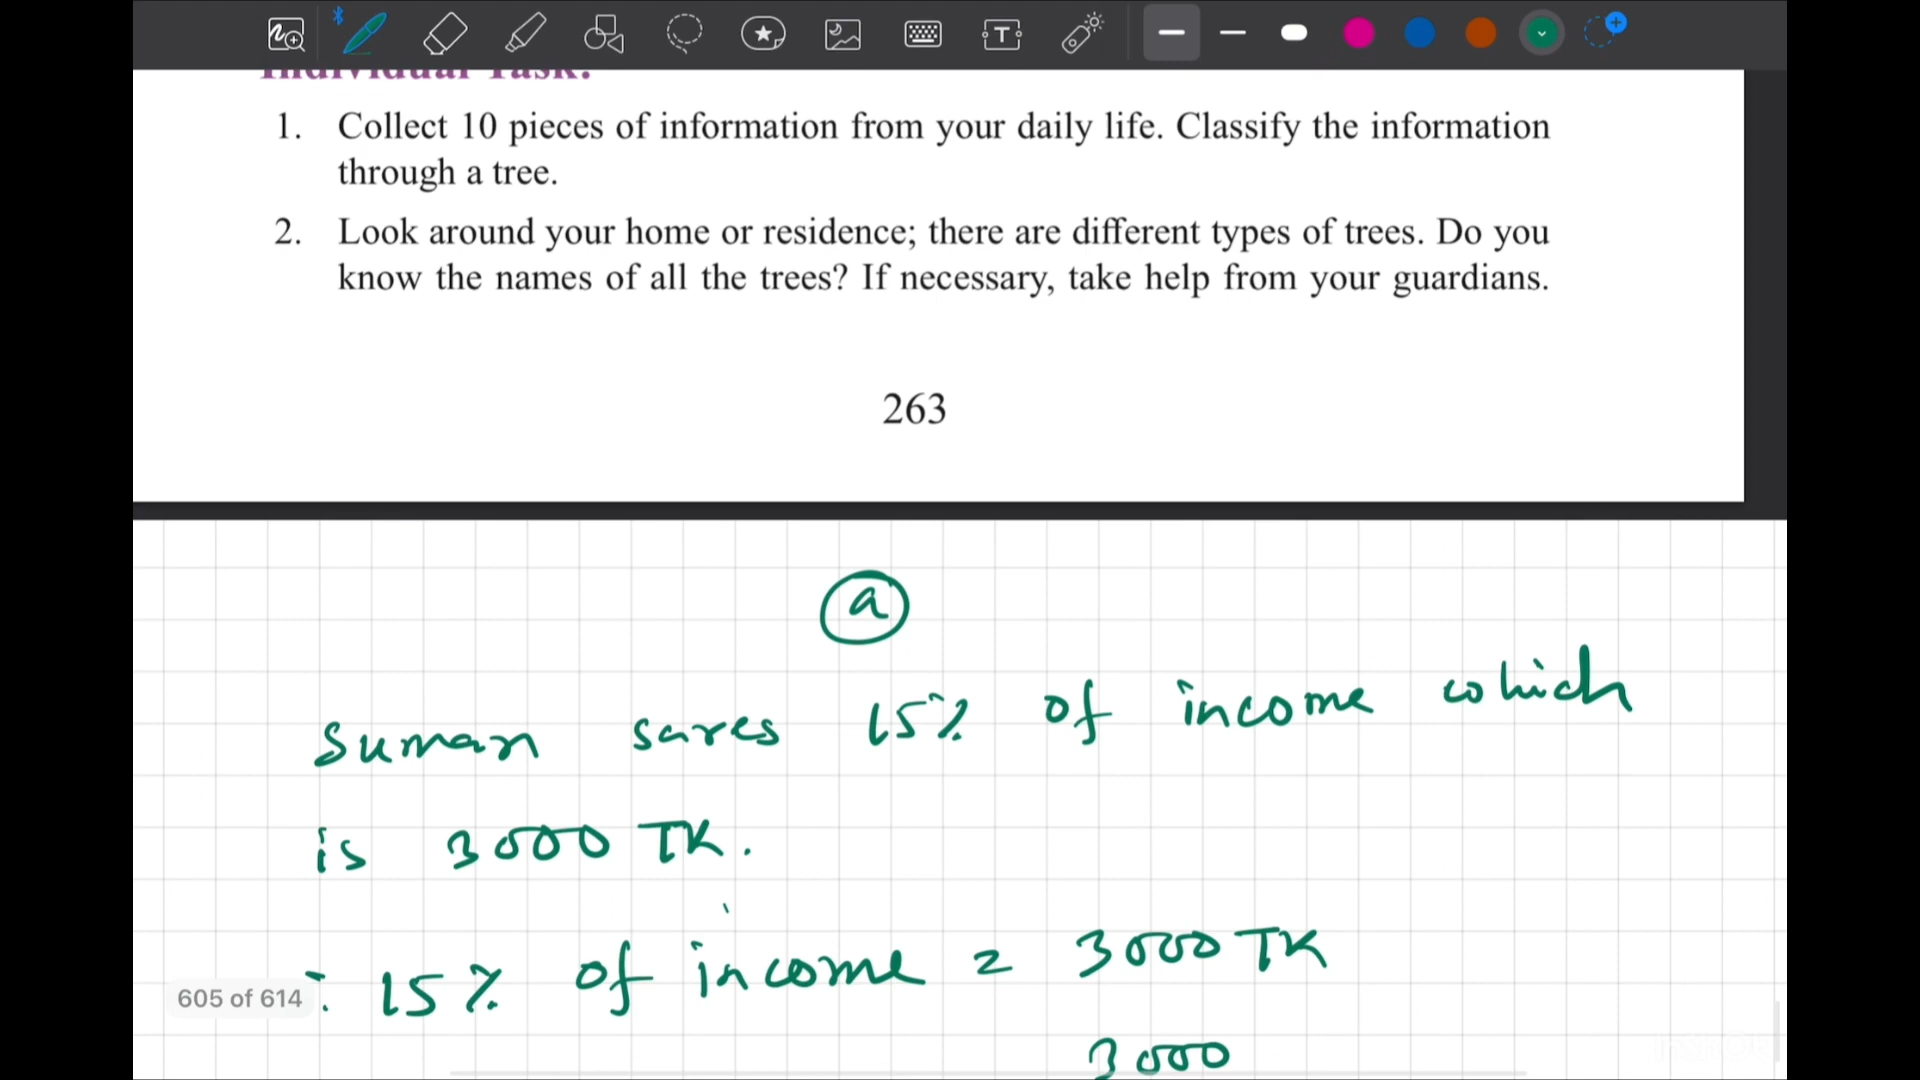 Individual Task:
1. Collect 10 pieces of information from your daily life. Classify the information
through a tree.
2. Look around your home or residence; there are different types of trees. Do you
know the names of all the trees? If necessary, take help from your guardians.
263
a
Suman saves 15% of income which
is 3000 TK.
∴ 15% of income = 3000 TK
605 of 614
3000